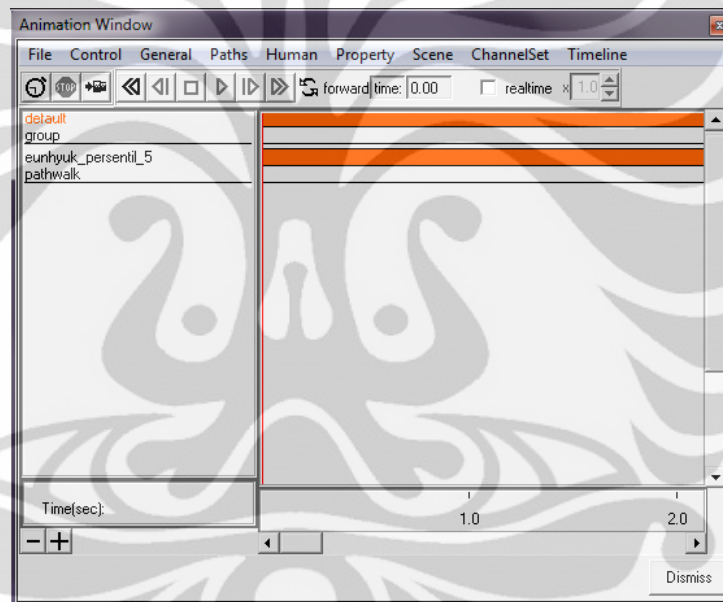 Animation Window
File Control General Paths Human Property Scene ChannelSet Timeline
STOP forward time: 0.00 realtime x 1.0
default
group
eunhyuk_persentil_5
pathwalk
Time(sec):
1.0 2.0
Dismiss